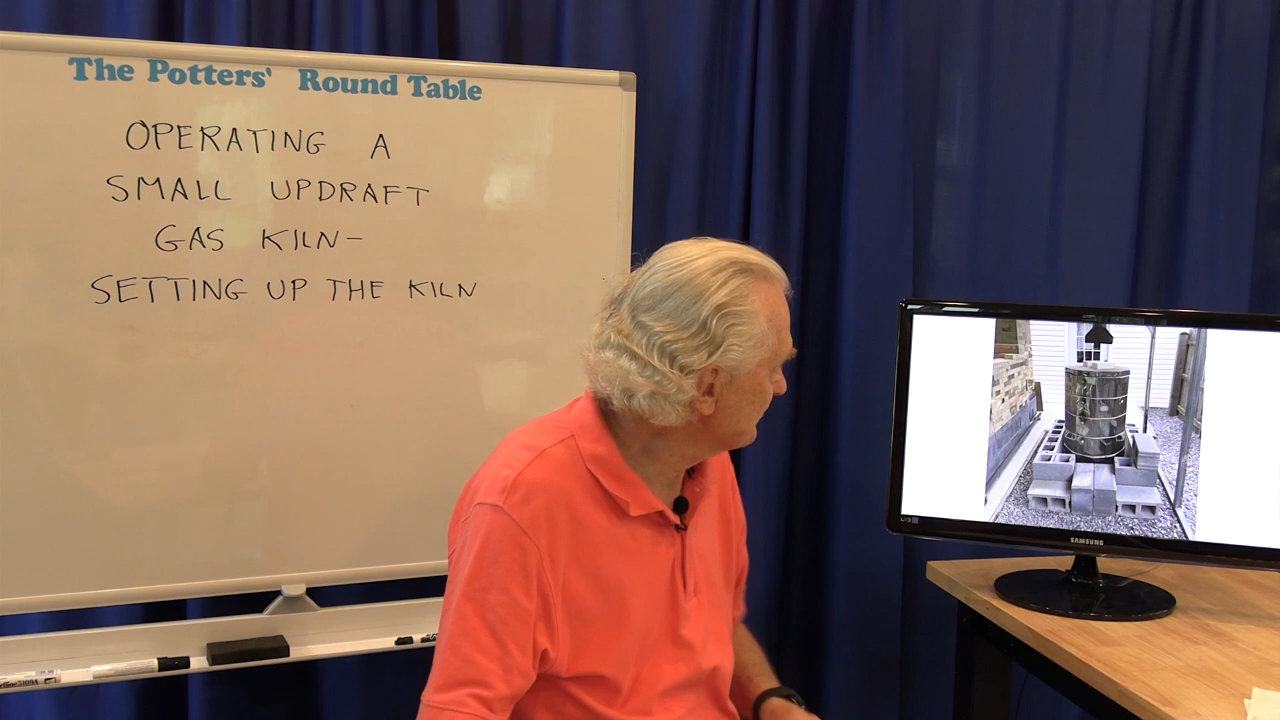 The Potters' Round Table
OPERATING A
SMALL UPDRAFT
GAS KILN-
SETTING UP THE KILN
SAMSUNG